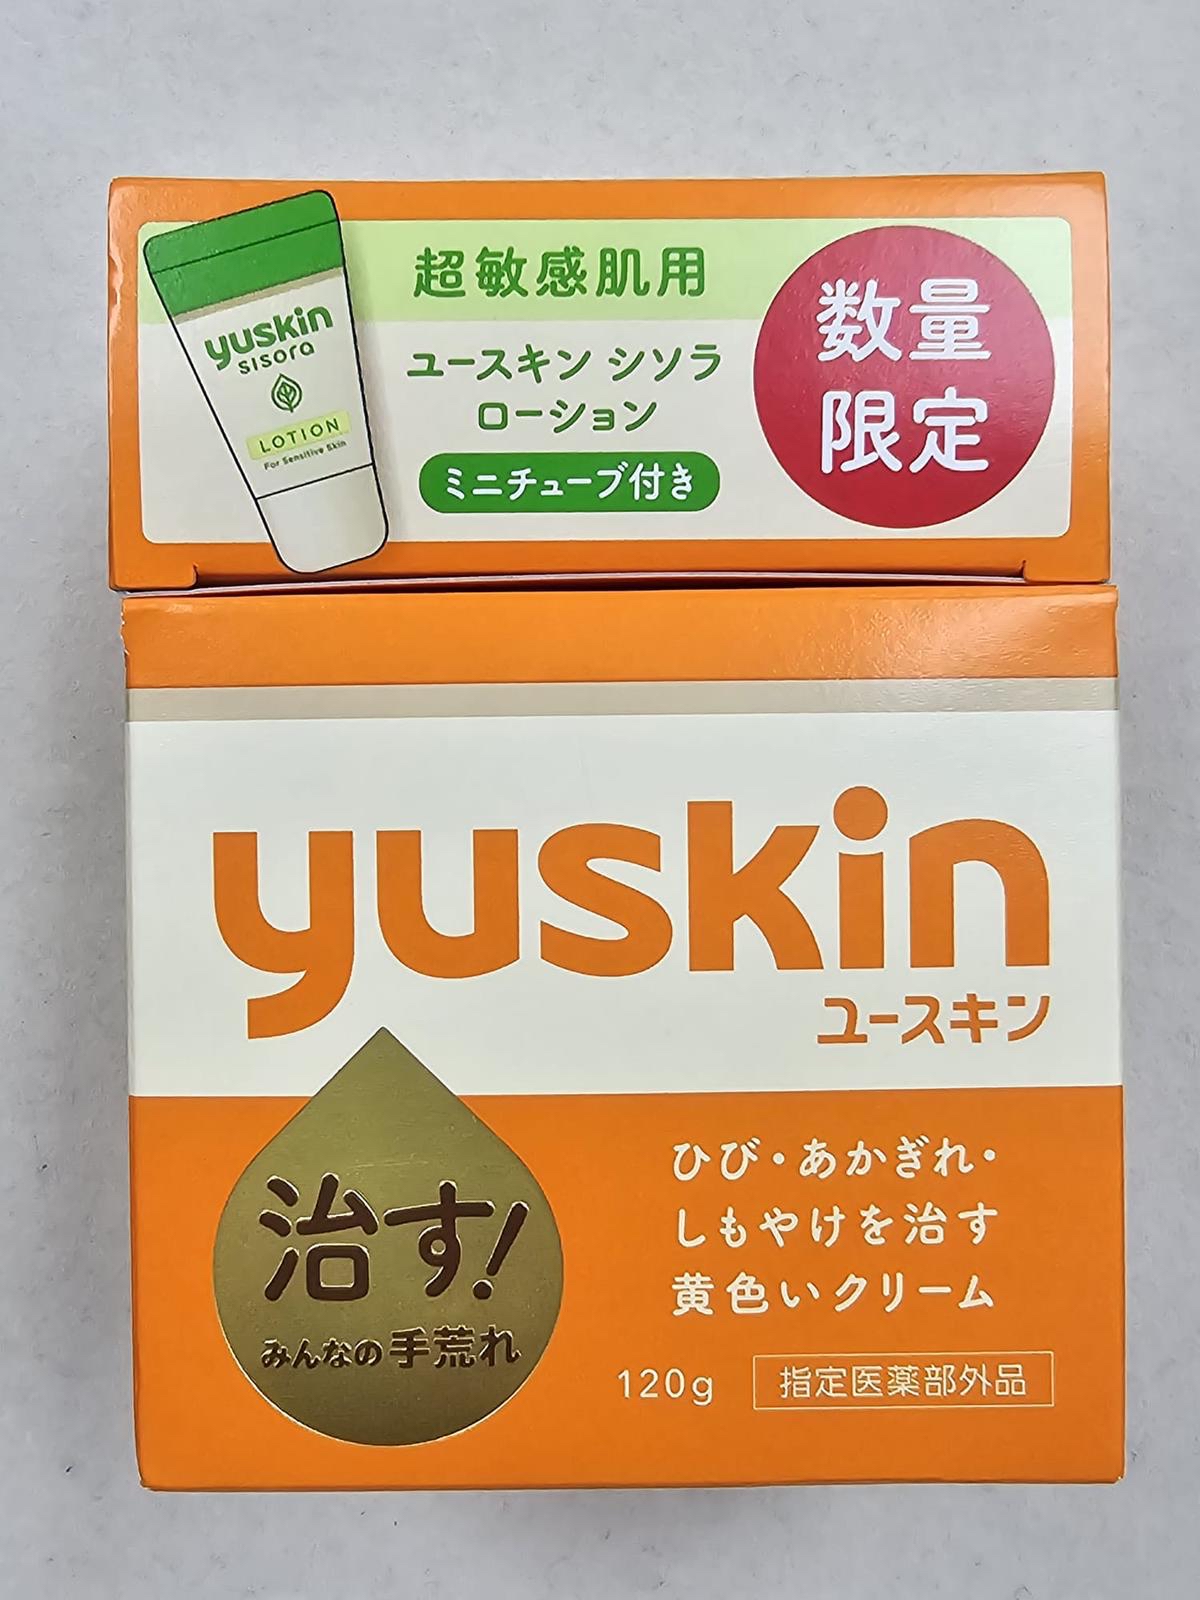 超敏感肌用
ユースキン シソラ
ローション
ミニチューブ付き
数量
限定
yuskin
sisora
LOTION
For Sensitive Skin
yuskin
ユースキン
治す!
みんなの手荒れ
ひび・あかぎれ・
しもやけを治す
黄色いクリーム
120g
指定医薬部外品